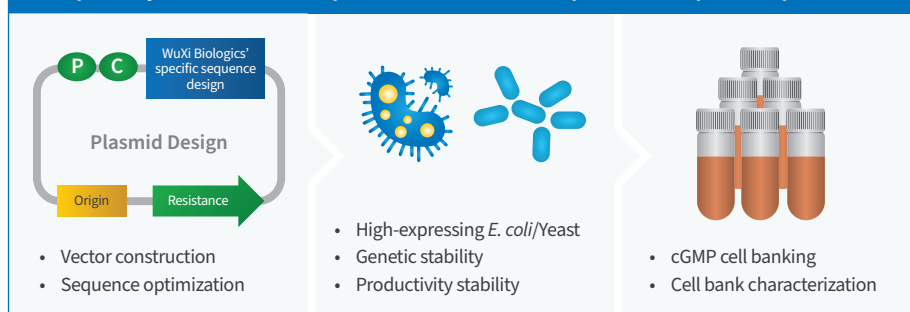 P
C
WuXi Biologics’
specific sequence
design
Plasmid Design
Origin
Resistance
• Vector construction
• Sequence optimization
• High-expressing E. coli/Yeast
• Genetic stability
• Productivity stability
• cGMP cell banking
• Cell bank characterization